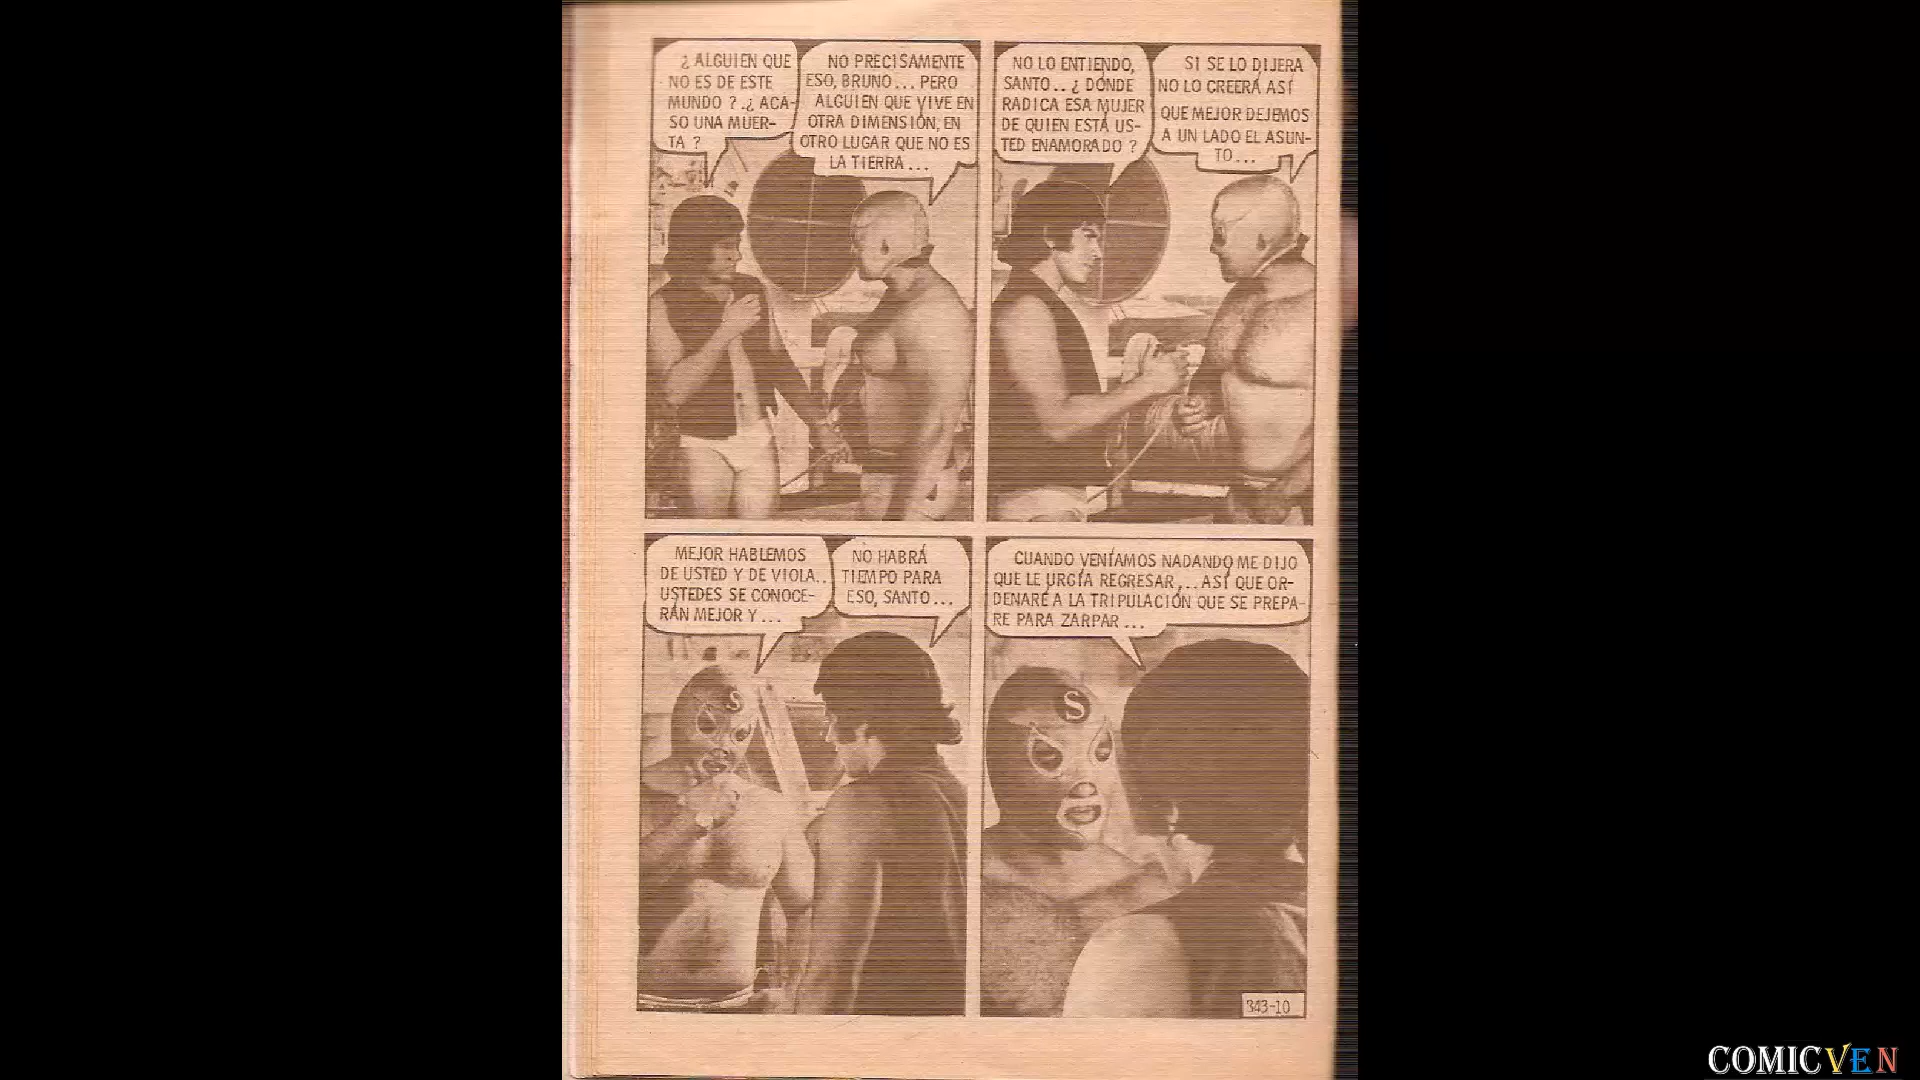 ¿ ALGUIEN QUE
NO ES DE ESTE
MUNDO ? .¿ ACA-
SO UNA MUER-
TA ?
NO PRECISAMENTE
ESO, BRUNO... PERO
ALGUIEN QUE VIVE EN
OTRA DIMENSIÓN, EN
OTRO LUGAR QUE NO ES
LA TIERRA...
NO LO ENTIENDO,
SANTO.. ¿ DÓNDE
RADICA ESA MUJER
DE QUIEN ESTÁ US-
TED ENAMORADO ?
SI SE LO DIJERA
NO LO CREERÁ ASÍ
QUE MEJOR DEJEMOS
A UN LADO EL ASUN-
TO...
MEJOR HABLEMOS
DE USTED Y DE VIOLA..
USTEDES SE CONOCE-
RÁN MEJOR Y ...
NO HABRÁ
TIEMPO PARA
ESO, SANTO...
CUANDO VENÍAMOS NADANDO ME DIJO
QUE LE URGÍA REGRESAR,.. ASÍ QUE OR-
DENARÉ A LA TRIPULACIÓN QUE SE PREPA-
RE PARA ZARPAR ...
S
S
343-10
COMICVEN